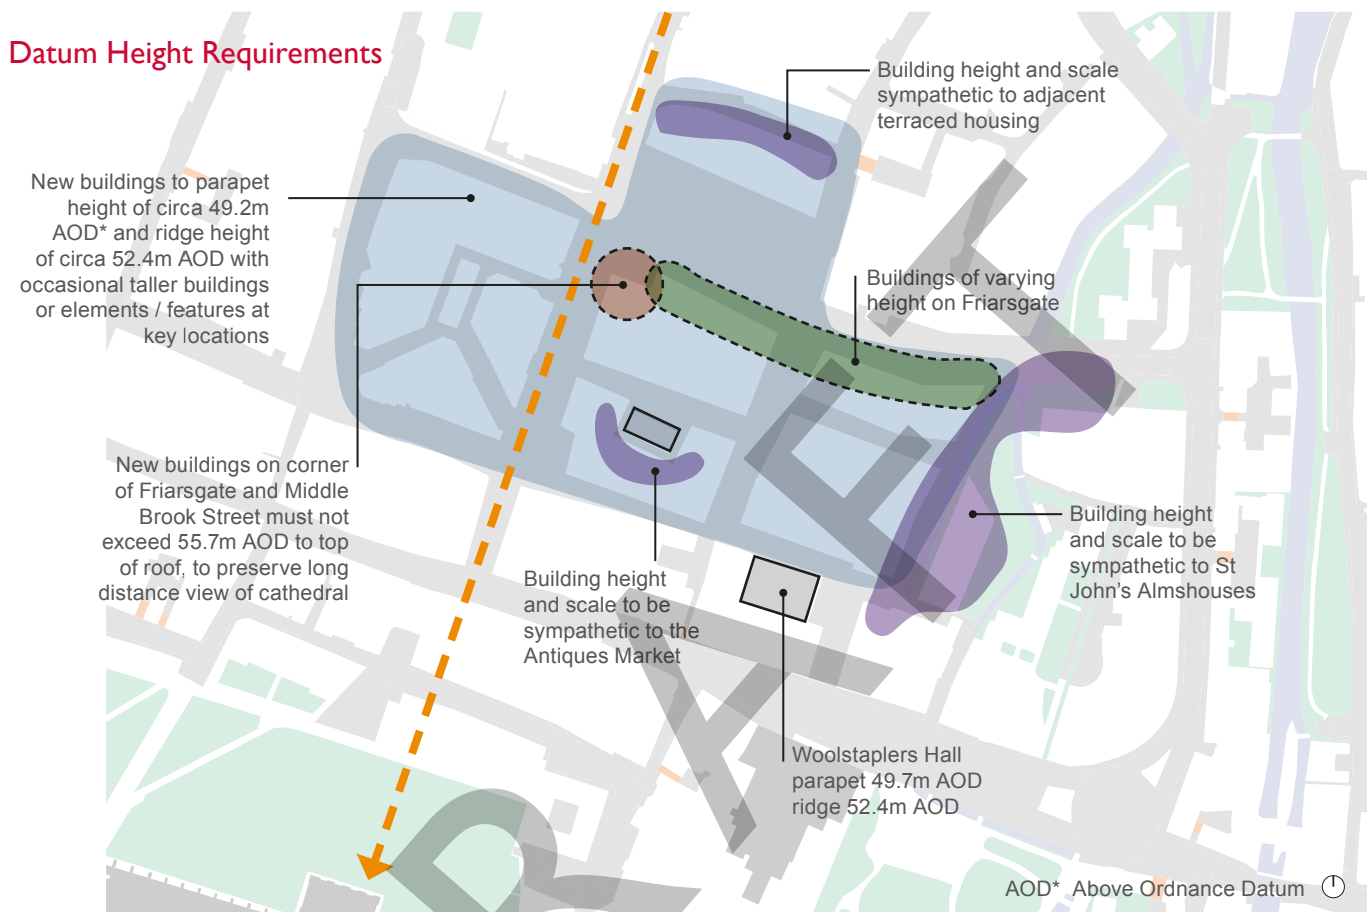 Datum Height Requirements
Building height and scale
sympathetic to adjacent
terraced housing
New buildings to parapet
height of circa 49.2m
AOD* and ridge height
of circa 52.4m AOD with
occasional taller buildings
or elements / features at
key locations
Buildings of varying
height on Friarsgate
New buildings on corner
of Friarsgate and Middle
Brook Street must not
exceed 55.7m AOD to top
of roof, to preserve long
distance view of cathedral
Building height
and scale to be
sympathetic to the
Antiques Market
Building height
and scale to be
sympathetic to St
John's Almshouses
Woolstaplers Hall
parapet 49.7m AOD
ridge 52.4m AOD
AOD* Above Ordnance Datum
DRAFT